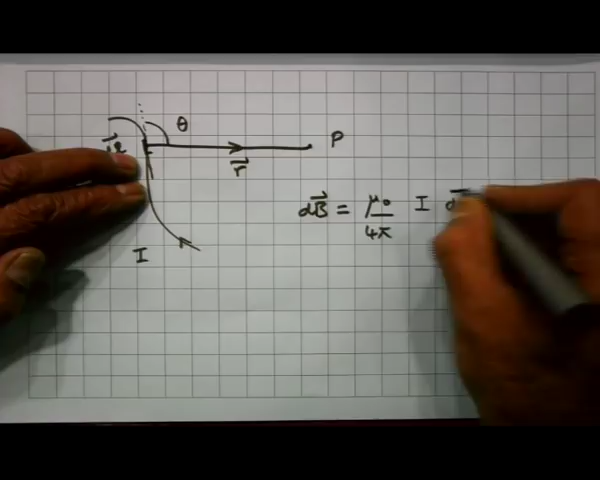 θ
P
r⃗
dB⃗ = μ₀/4π I
I